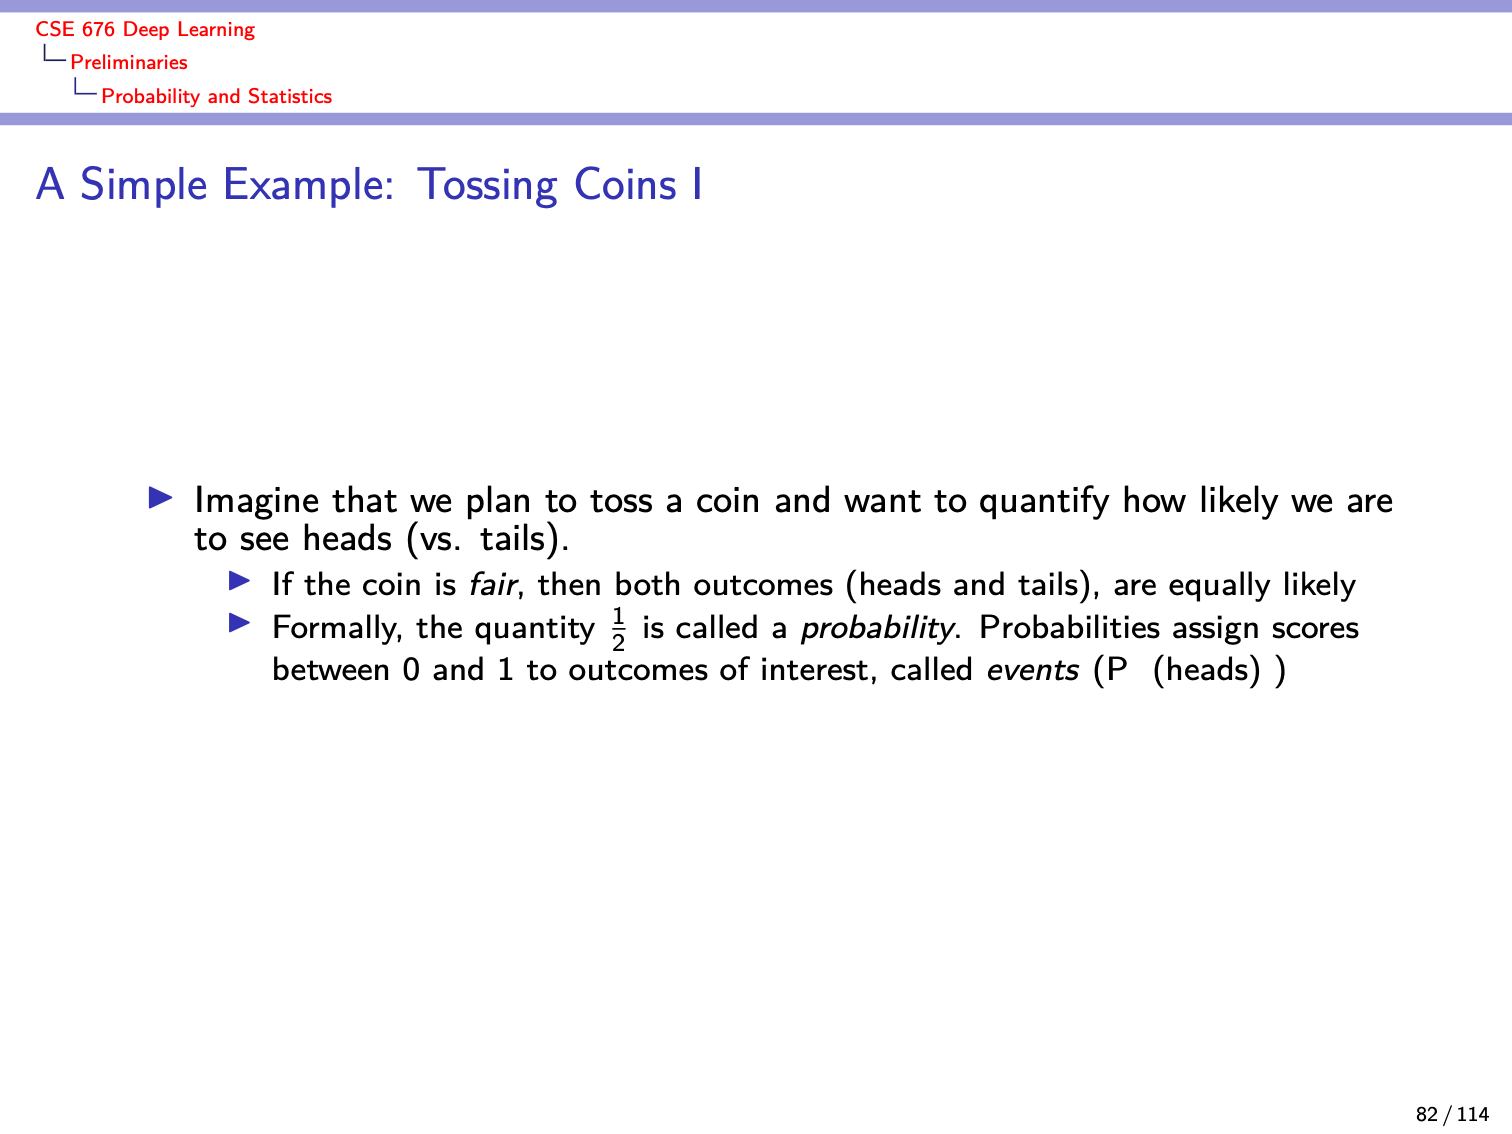 CSE 676 Deep Learning
Preliminaries
Probability and Statistics
A Simple Example: Tossing Coins I
Imagine that we plan to toss a coin and want to quantify how likely we are
to see heads (vs. tails).
If the coin is fair, then both outcomes (heads and tails), are equally likely
Formally, the quantity 1/2 is called a probability. Probabilities assign scores
between 0 and 1 to outcomes of interest, called events (P (heads) )
82 / 114